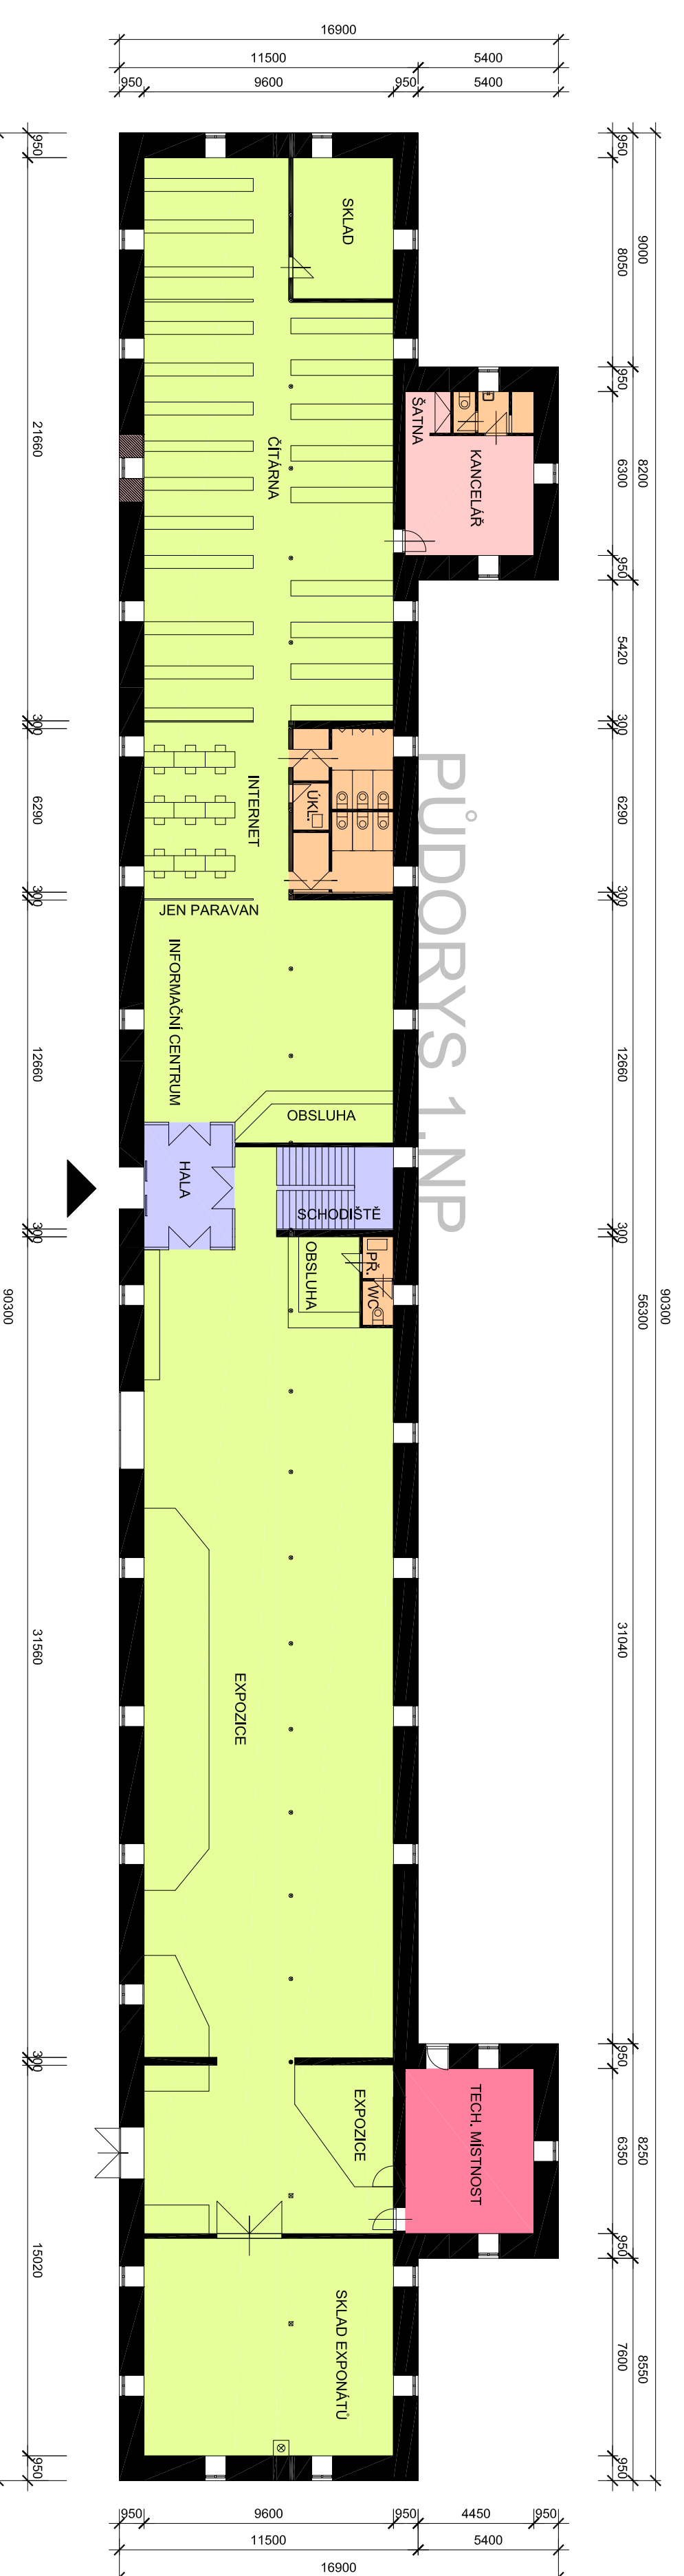 16900
11500 5400
950 9600 950 5400
950
21660
300
6290
300
12660
300
31560
300
15020
950
90300
950
8050
950
6300
950
5420
300
6290
300
12660
300
31040
950
6350
950
7600
950
9000
8200
56300
8250
8550
90300
SKLAD
ČÍTÁRNA
ŠATNA
KANCELÁŘ
INTERNET
ÚKL.
JEN PARAVAN
INFORMAČNÍ CENTRUM
PŮDORYS 1.NP
OBSLUHA
HALA
SCHODIŠTĚ
OBSLUHA
PŘ.
WC
EXPOZICE
EXPOZICE
TECH. MÍSTNOST
SKLAD EXPONÁTŮ
950 9600 950 4450 950
11500 5400
16900